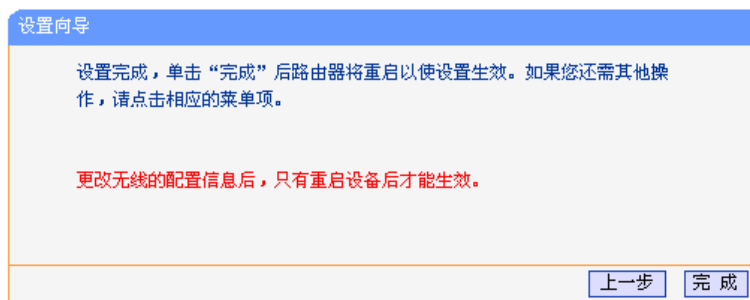 设置向导
设置完成，单击“完成”后路由器将重启以使设置生效。如果您还需其他操
作，请点击相应的菜单项。
更改无线的配置信息后，只有重启设备后才能生效。
上一步 完 成